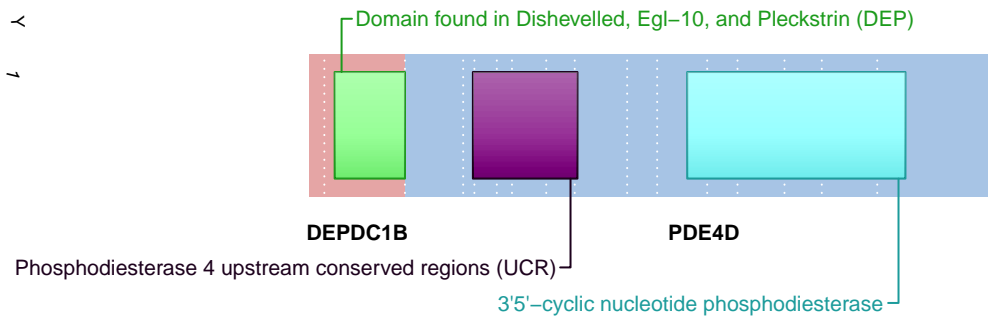 Domain found in Dishevelled, Egl−10, and Pleckstrin (DEP)
Y
1
DEPDC1B
PDE4D
Phosphodiesterase 4 upstream conserved regions (UCR)
3'5'−cyclic nucleotide phosphodiesterase